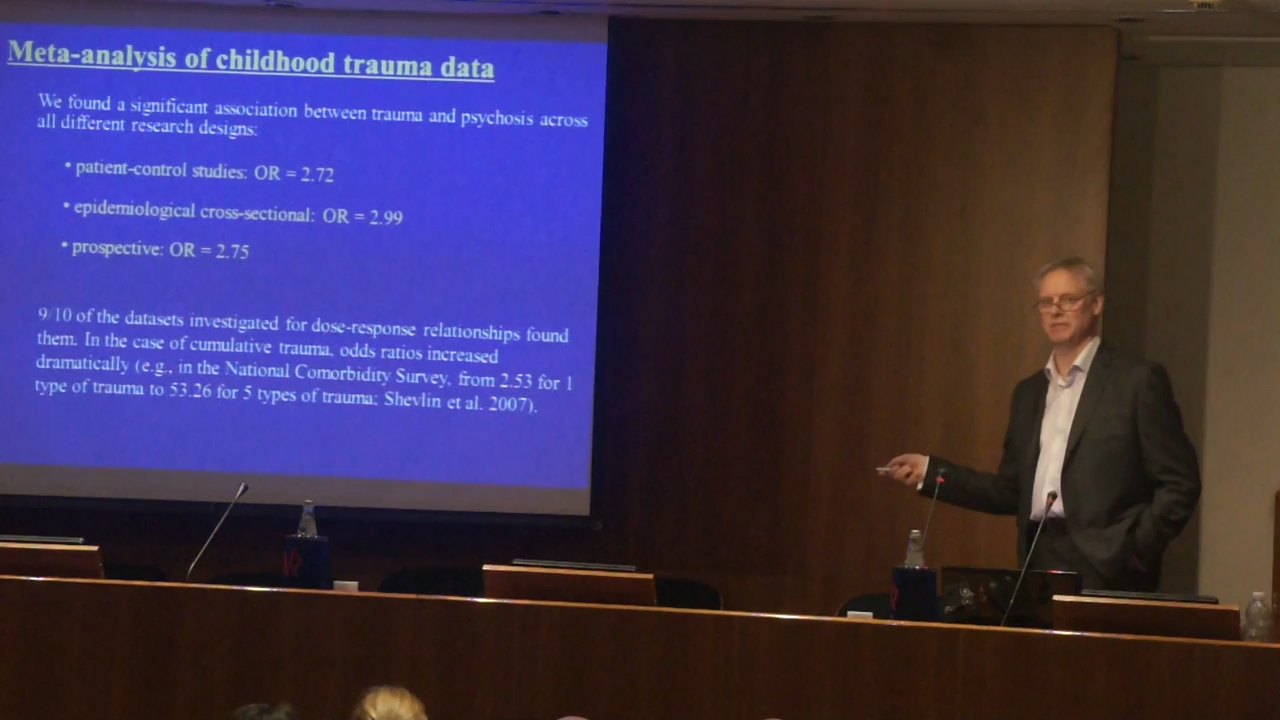 Meta-analysis of childhood trauma data
We found a significant association between trauma and psychosis across
all different research designs:
• patient-control studies: OR = 2.72
• epidemiological cross-sectional: OR = 2.99
• prospective: OR = 2.75
9/10 of the datasets investigated for dose-response relationships found
them. In the case of cumulative trauma, odds ratios increased
dramatically (e.g., in the National Comorbidity Survey, from 2.53 for 1
type of trauma to 53.26 for 5 types of trauma; Shevlin et al. 2007).